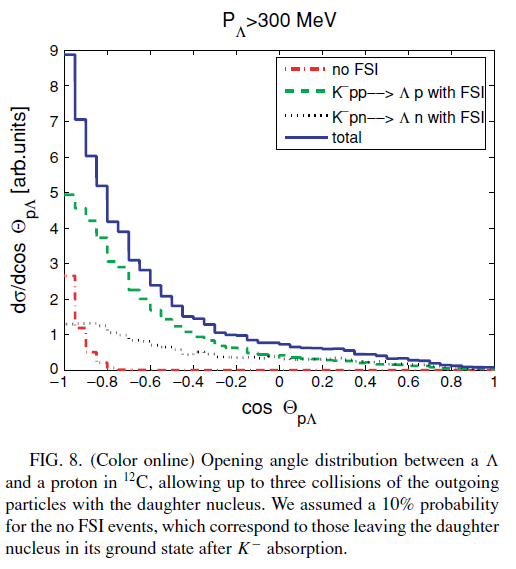 P_Λ>300 MeV
9
8
7
6
5
4
3
2
1
0
dσ/dcos Θ_pΛ [arb.units]
no FSI
K⁻pp––> Λ p with FSI
K⁻pn––> Λ n with FSI
total
−1 −0.8 −0.6 −0.4 −0.2 0 0.2 0.4 0.6 0.8 1
cos Θ_pΛ
FIG. 8. (Color online) Opening angle distribution between a Λ
and a proton in ¹²C, allowing up to three collisions of the outgoing
particles with the daughter nucleus. We assumed a 10% probability
for the no FSI events, which correspond to those leaving the daughter
nucleus in its ground state after K⁻ absorption.